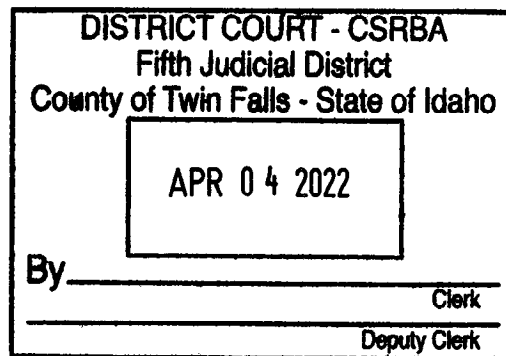 DISTRICT COURT - CSRBA
Fifth Judicial District
County of Twin Falls - State of Idaho
APR 04 2022
By
Clerk
Deputy Clerk